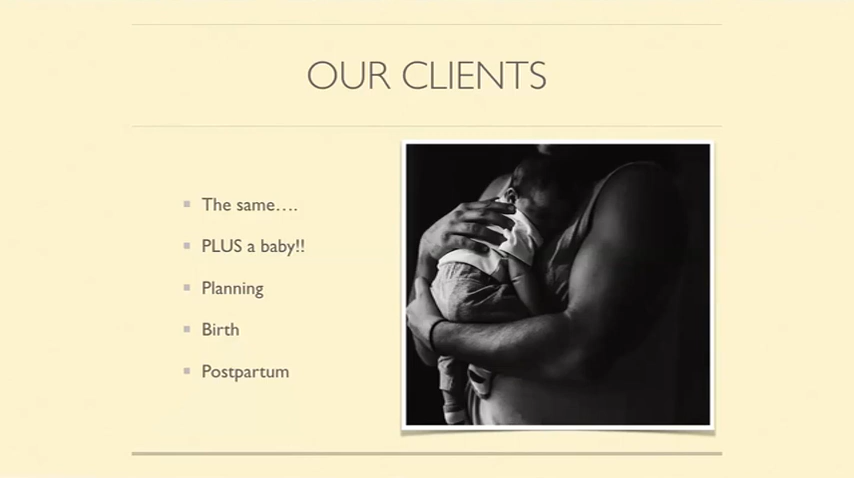 OUR CLIENTS
The same....
PLUS a baby!!
Planning
Birth
Postpartum